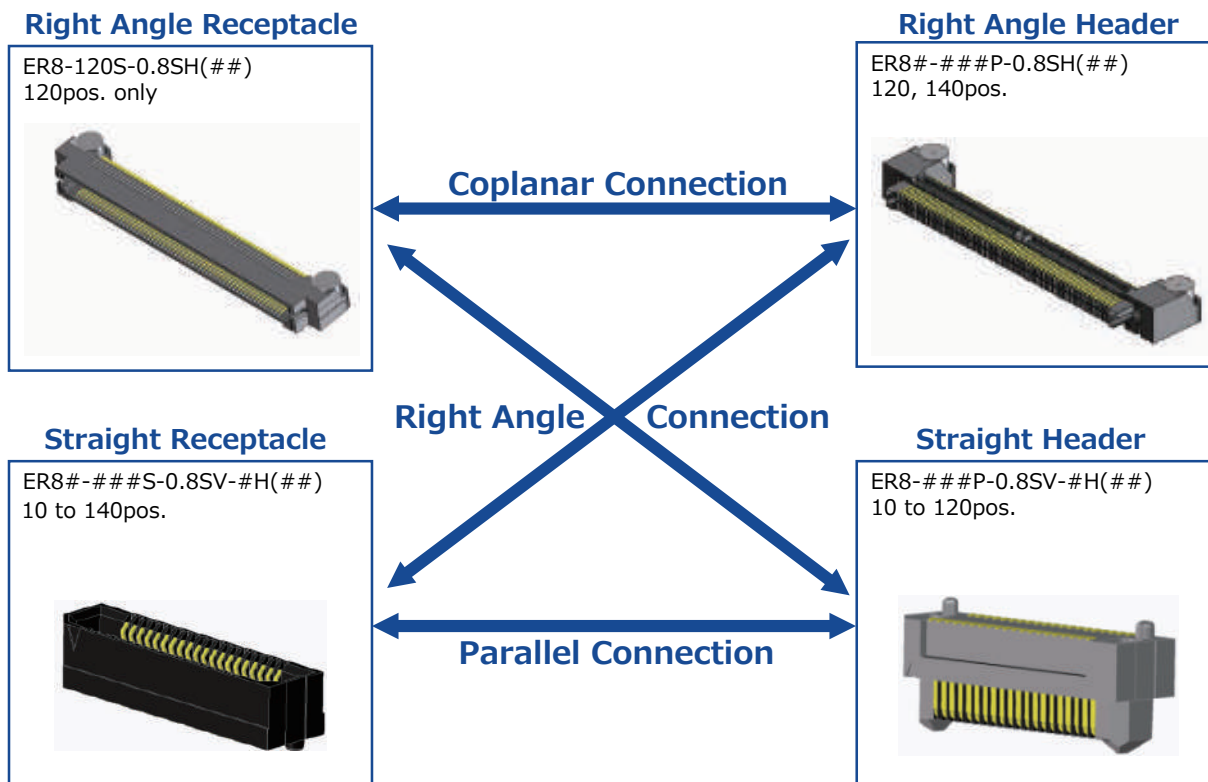 Right Angle Receptacle
ER8-120S-0.8SH(##)
120pos. only
Right Angle Header
ER8#-###P-0.8SH(##)
120, 140pos.
Coplanar Connection
Right Angle Connection
Straight Receptacle
ER8#-###S-0.8SV-#H(##)
10 to 140pos.
Straight Header
ER8-###P-0.8SV-#H(##)
10 to 120pos.
Parallel Connection